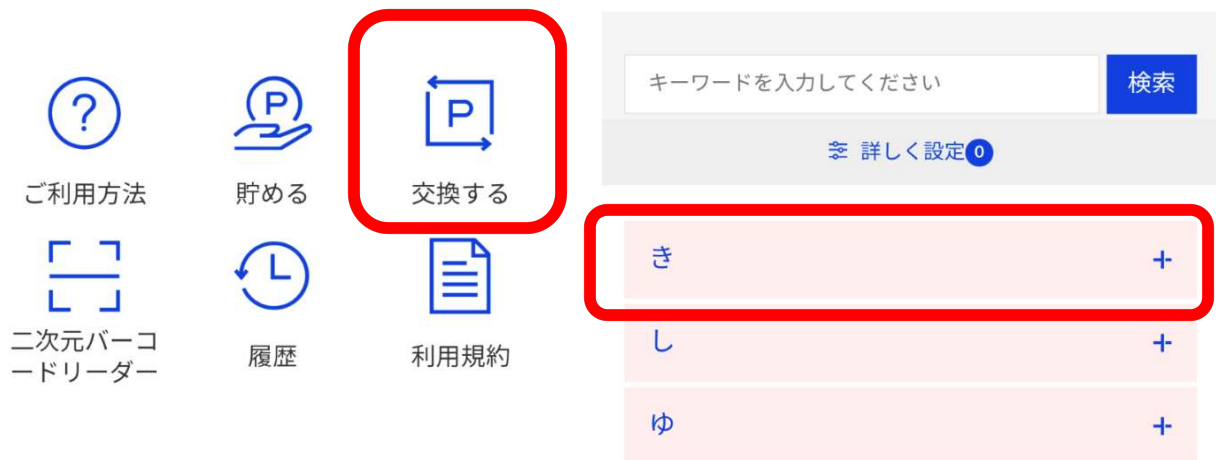 ?
P
P
ご利用方法
貯める
交換する
二次元バーコ
ードリーダー
履歴
利用規約
キーワードを入力してください
検索
詳しく設定0
き
し
ゆ